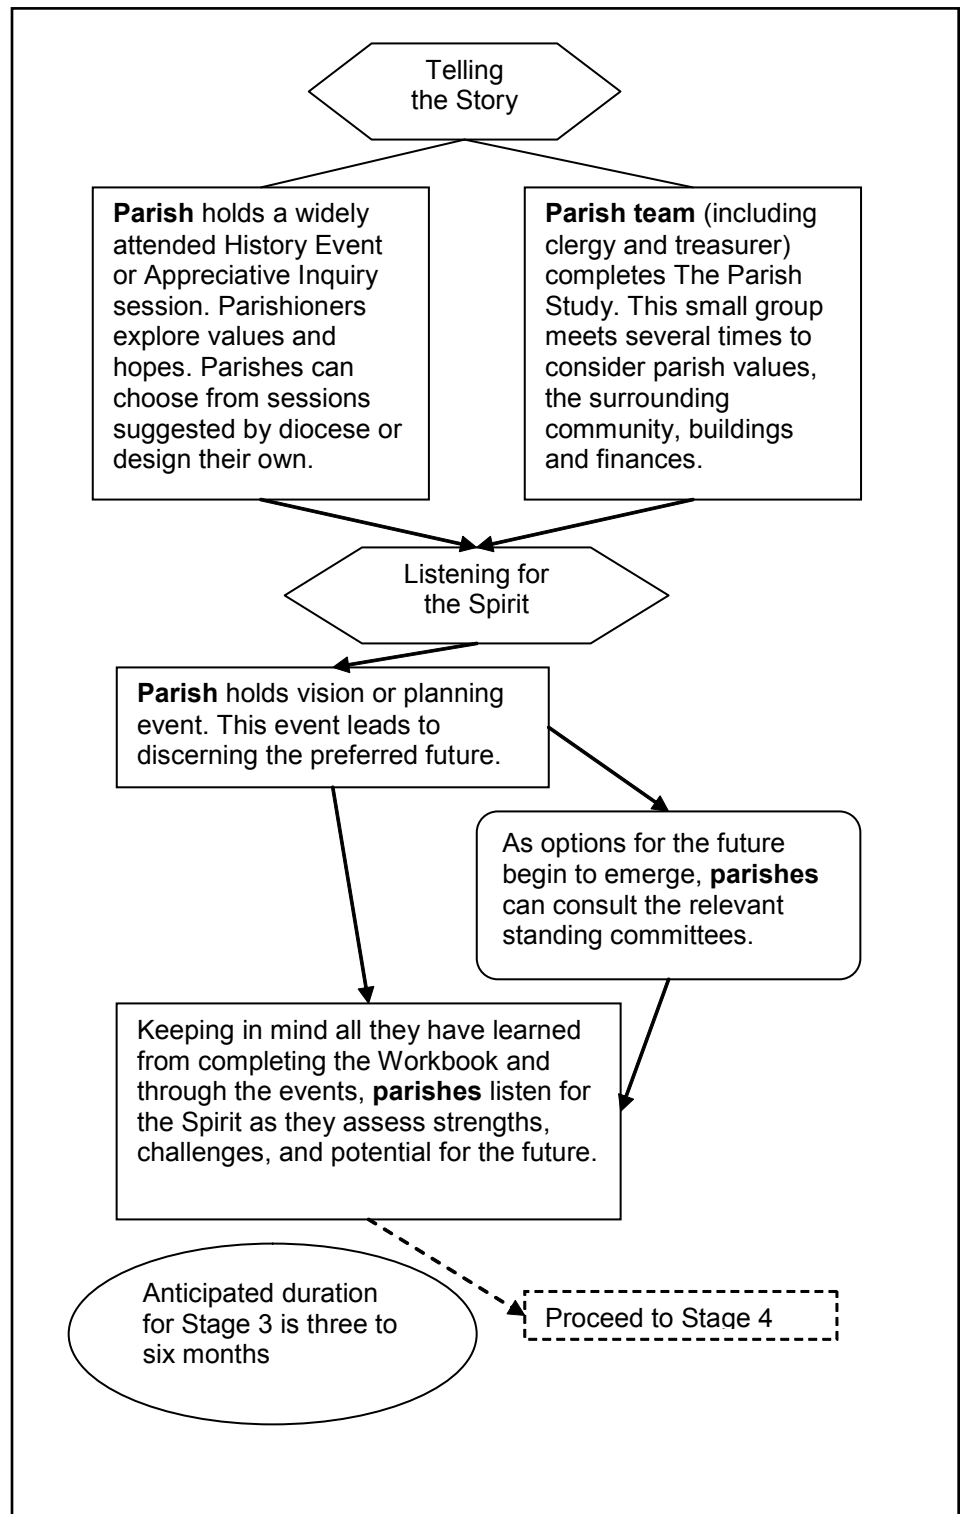 Telling
the Story
Parish holds a widely
attended History Event
or Appreciative Inquiry
session. Parishioners
explore values and
hopes. Parishes can
choose from sessions
suggested by diocese or
design their own.
Parish team (including
clergy and treasurer)
completes The Parish
Study. This small group
meets several times to
consider parish values,
the surrounding
community, buildings
and finances.
Listening for
the Spirit
Parish holds vision or planning
event. This event leads to
discerning the preferred future.
As options for the future
begin to emerge, parishes
can consult the relevant
standing committees.
Keeping in mind all they have learned
from completing the Workbook and
through the events, parishes listen for
the Spirit as they assess strengths,
challenges, and potential for the future.
Anticipated duration
for Stage 3 is three to
six months
Proceed to Stage 4